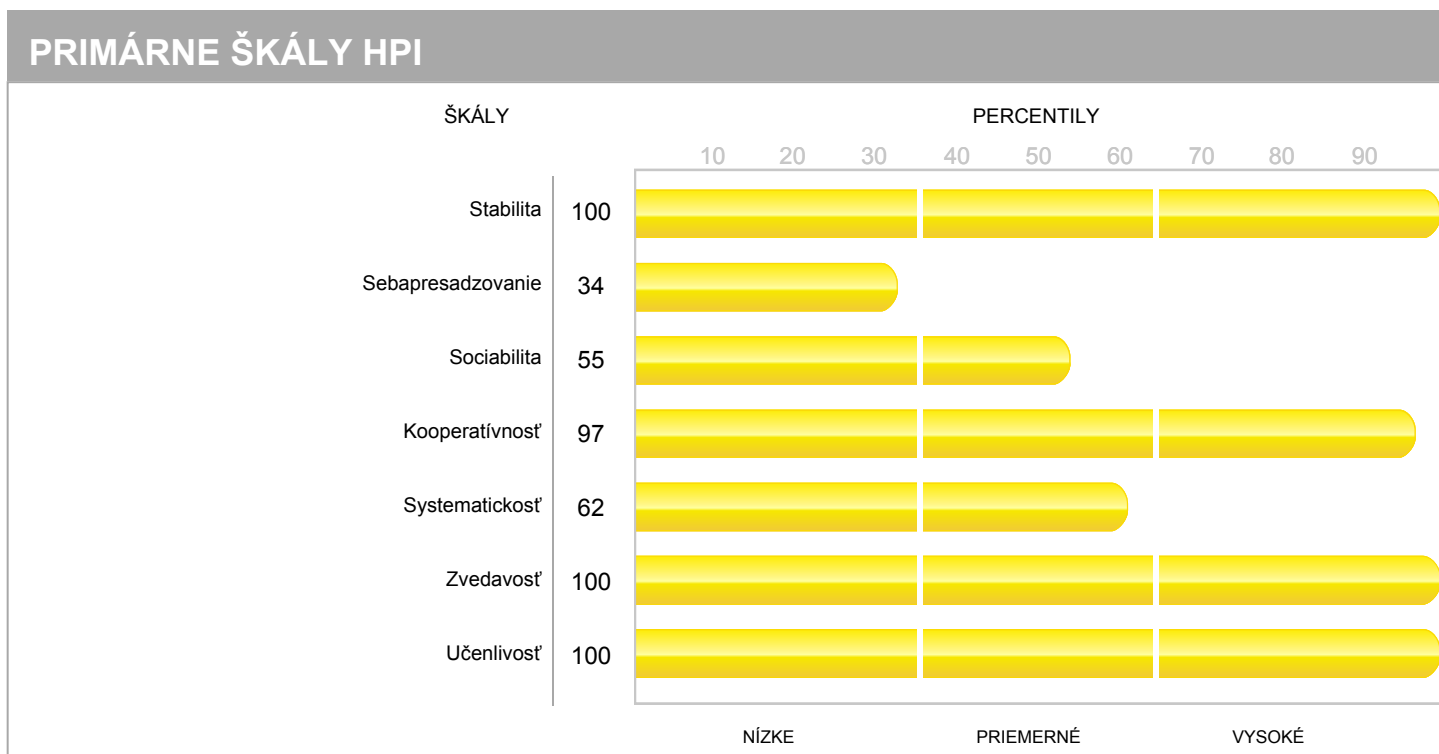 PRIMÁRNE ŠKÁLY HPI
ŠKÁLY PERCENTILY
10 20 30 40 50 60 70 80 90
Stabilita 100
Sebapresadzovanie 34
Sociabilita 55
Kooperatívnosť 97
Systematickosť 62
Zvedavosť 100
Učenlivosť 100
NÍZKE PRIEMERNÉ VYSOKÉ